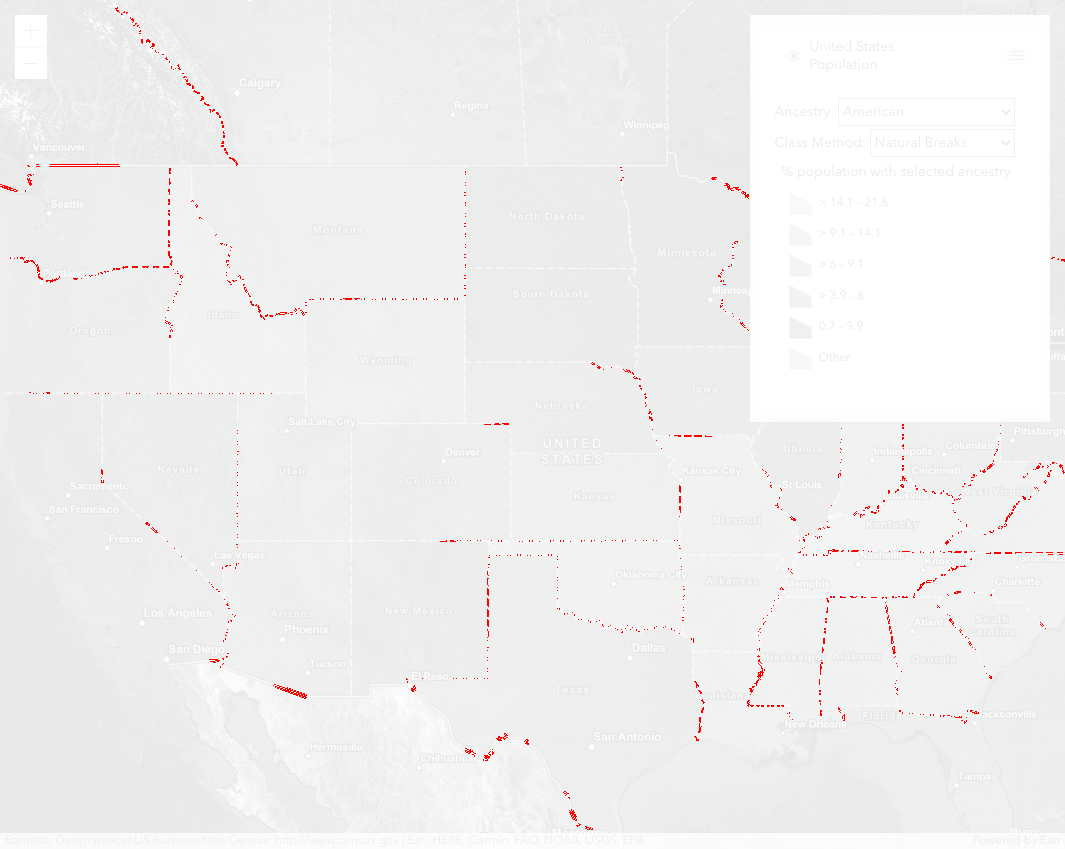 Calgary
Regina
Winnipeg
Vancouver
Seattle
Portland
Montana
North Dakota
Minnesota
South Dakota
Idaho
Oregon
Wyoming
Iowa
Nebraska
Salt Lake City
Denver
UNITED
STATES
Nevada
Utah
Colorado
Kansas
Kansas City
Missouri
St Louis
Illinois
Indianapolis
Columbus
Pittsburgh
Cincinnati
West Virginia
Kentucky
Sacramento
San Francisco
Fresno
Las Vegas
Los Angeles
San Diego
Arizona
Phoenix
Tucson
New Mexico
El Paso
Oklahoma City
Arkansas
Memphis
Nashville
Charlotte
South
Carolina
Atlanta
Georgia
Alabama
Mississippi
Louisiana
Dallas
Texas
San Antonio
New Orleans
Florida
Jacksonville
Tampa
Miami
Hermosillo
Chihuahua
United States
Population
Ancestry: American
Class Method Natural Breaks
% population with selected ancestry
> 14.1 - 21.6
> 9.1 - 14.1
> 6 - 9.1
> 3.9 - 6
0.7 - 3.9
Other
Earthstar Geographics | US Bureau of the Census: http://www.census.gov | Esri, HERE, Garmin, FAO, NOAA, USGS, EPA
Powered by Esri